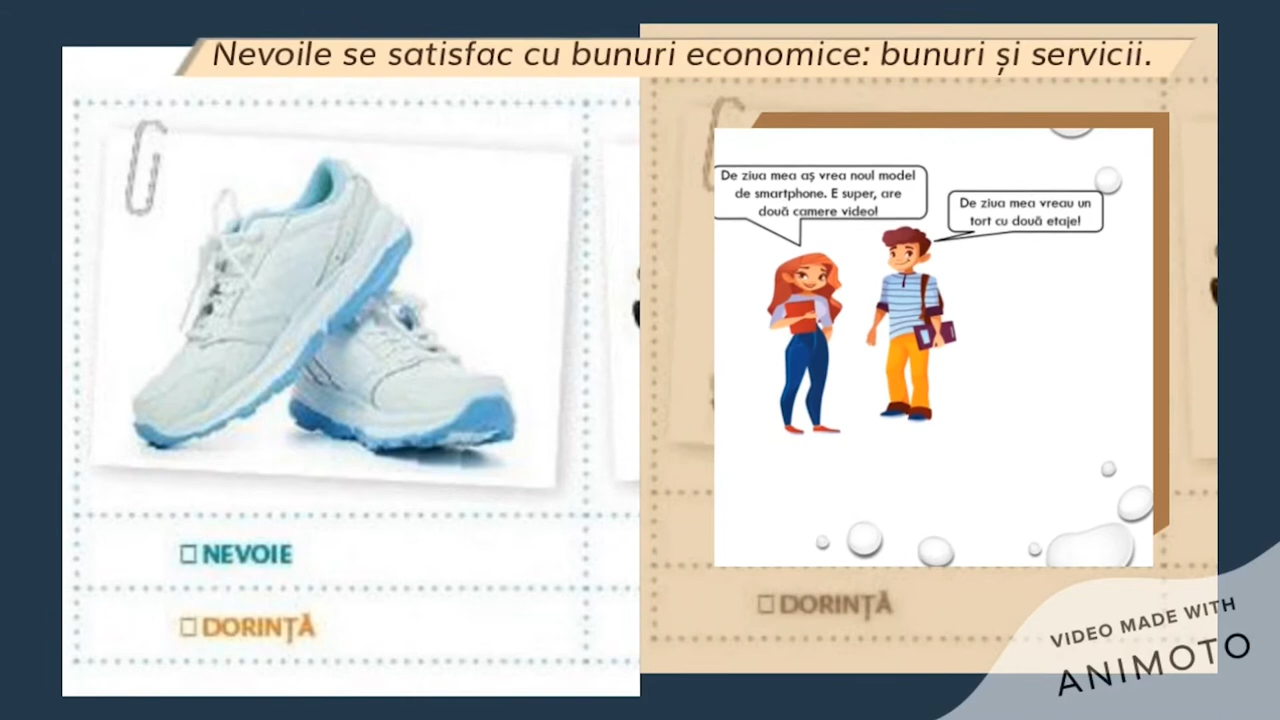 Nevoile se satisfac cu bunuri economice: bunuri și servicii.
De ziua mea aș vrea noul model
de smartphone. E super, are
două camere video!
De ziua mea vreau un
tort cu două etaje!
NEVOIE
DORINȚĂ
DORINȚĂ
VIDEO MADE WITH
ANIMOTO